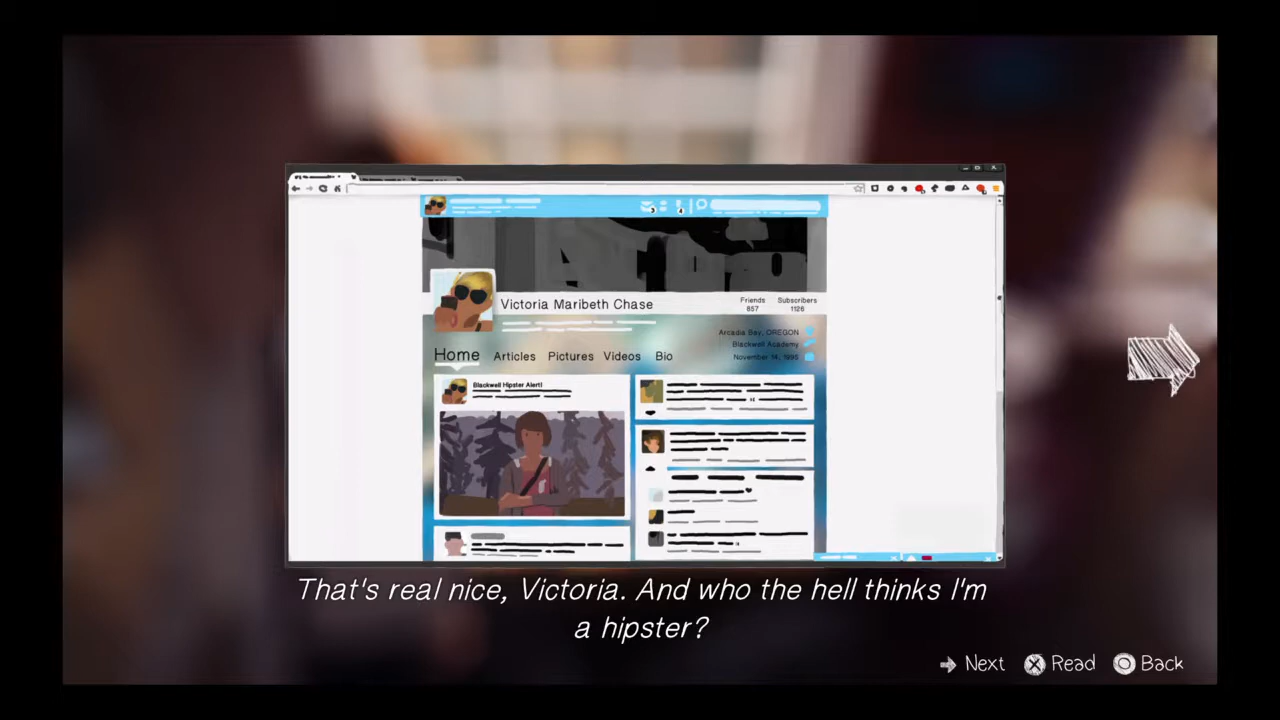 Victoria Maribeth Chase
Friends
857
Subscribers
1126
Arcadia Bay, OREGON
Blackwell Academy
November 14, 1995
Home Articles Pictures Videos Bio
Blackwell Hipster Alert!
That's real nice, Victoria. And who the hell thinks I'm
a hipster?
Next Read Back